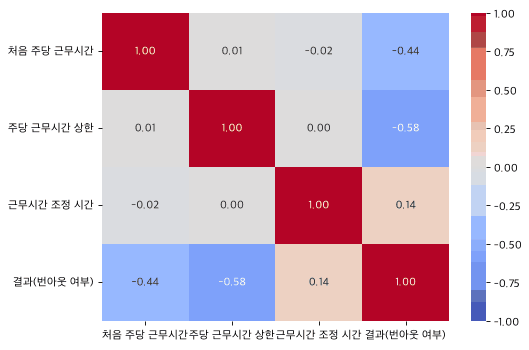 처음 주당 근무시간
주당 근무시간 상한
근무시간 조정 시간
결과(번아웃 여부)
1.00 0.01 -0.02 -0.44
0.01 1.00 0.00 -0.58
-0.02 0.00 1.00 0.14
-0.44 -0.58 0.14 1.00
처음 주당 근무시간 주당 근무시간 상한 근무시간 조정 시간 결과(번아웃 여부)
1.00
0.75
0.50
0.25
0.00
-0.25
-0.50
-0.75
-1.00